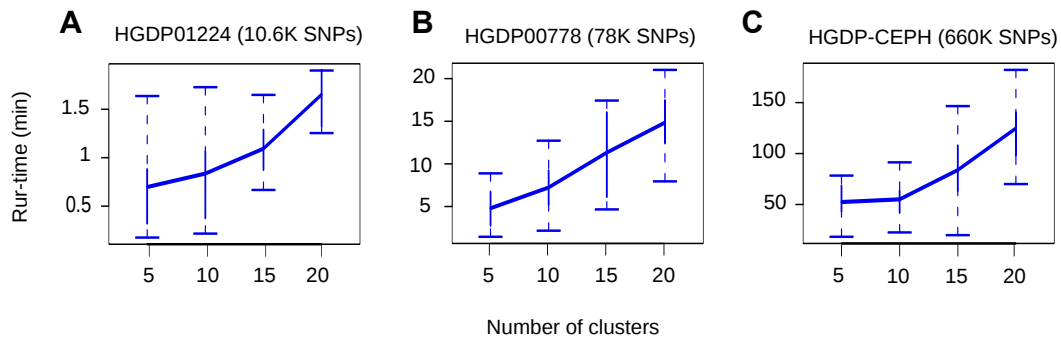 A
HGDP01224 (10.6K SNPs)
Rur-time (min)
1.5
1
0.5
5 10 15 20
B
HGDP00778 (78K SNPs)
20
15
10
5
5 10 15 20
C
HGDP-CEPH (660K SNPs)
150
100
50
5 10 15 20
Number of clusters